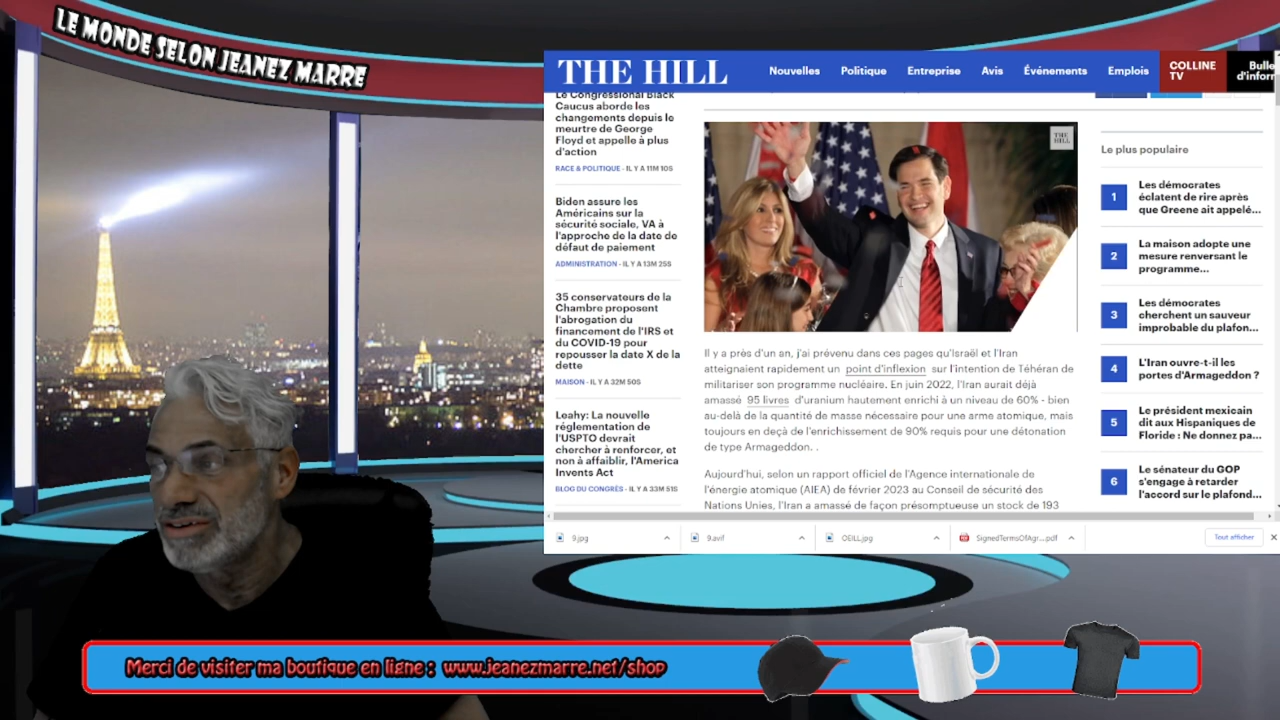 LE MONDE SELON JEANEZ MARRE
THE HILL
Nouvelles
Politique
Entreprise
Avis
Événements
Emplois
COLLINE
TV
Bulle
d'inforr
Le Congressional Black
Caucus aborde les
changements depuis le
meurtre de George
Floyd et appelle à plus
d'action
RACE & POLITIQUE - IL Y A 11M 10S
Biden assure les
Américains sur la
sécurité sociale, VA à
l'approche de la date de
défaut de paiement
ADMINISTRATION - IL Y A 13M 25S
35 conservateurs de la
Chambre proposent
l'abrogation du
financement de l'IRS et
du COVID-19 pour
repousser la date X de la
dette
MAISON - IL Y A 32M 50S
Leahy: La nouvelle
réglementation de
l'USPTO devrait
chercher à renforcer, et
non à affaiblir, l'America
Invents Act
BLOG DU CONGRÈS - IL Y A 33M 51S
THE
HILL
Il y a près d'un an, j'ai prévenu dans ces pages qu'Israël et l'Iran
atteignaient rapidement un point d'inflexion sur l'intention de Téhéran de
militariser son programme nucléaire. En juin 2022, l'Iran aurait déjà
amassé 95 livres d'uranium hautement enrichi à un niveau de 60% - bien
au-delà de la quantité de masse nécessaire pour une arme atomique, mais
toujours en deçà de l'enrichissement de 90% requis pour une détonation
de type Armageddon. .
Aujourd'hui, selon un rapport officiel de l'Agence internationale de
l'énergie atomique (AIEA) de février 2023 au Conseil de sécurité des
Nations Unies, l'Iran a amassé de façon présomptueuse un stock de 193
Le plus populaire
1 Les démocrates
éclatent de rire après
que Greene ait appelé...
2 La maison adopte une
mesure renversant le
programme...
3 Les démocrates
cherchent un sauveur
improbable du plafon...
4 L'Iran ouvre-t-il les
portes d'Armageddon ?
5 Le président mexicain
dit aux Hispaniques de
Floride : Ne donnez pa...
6 Le sénateur du GOP
s'engage à retarder
l'accord sur le plafond...
9.jpg
9.avif
OEILL.jpg
SignedTermsOfAgr....pdf
Tout afficher
Merci de visiter ma boutique en ligne : www.jeanezmarre.net/shop